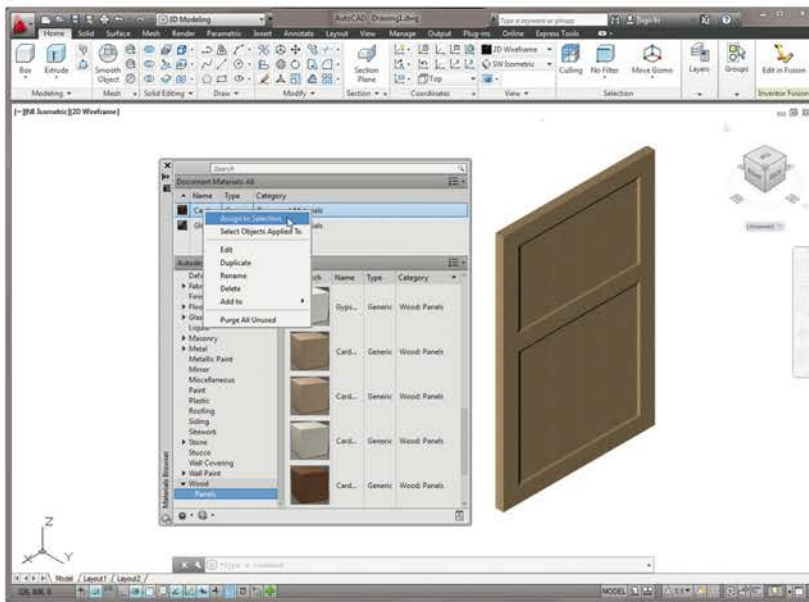 3D Modeling
AutoCAD Drawing1.dwg
Type a keyword or phrase
Sign In
Home Solid Surface Mesh Render Parametric Insert Annotate Layout View Manage Output Plug-ins Online Express Tools
2D Wireframe
SW Isometric
Top
Box Extrude Smooth Object Section Plane Culling No Filter Move Gizmo Layers Groups Edit in Fusion
Modeling Mesh Solid Editing Draw Modify Section Coordinates View Selection Inventor Fusion
Isometric][2D Wireframe]
Search
Document Materials: All
Name Type Category
Assign to Selection
Select Objects Applied To
Edit
Duplicate
Rename
Delete
Add to
Purge All Unused
Name Type Category
Liquid
Masonry
Metal
Metallic Paint
Mirror
Miscellaneous
Paint
Plastic
Roofing
Siding
Sitework
Stone
Stucco
Wall Covering
Wall Paint
Wood
Panels
Gyps... Generic Wood: Panels
Card... Generic Wood: Panels
Card... Generic Wood: Panels
Card... Generic Wood: Panels
Card... Generic Wood: Panels
Materials Browser
Unnamed
Z
X Y
Type a command
Model Layout1 Layout2
MODEL 1:1